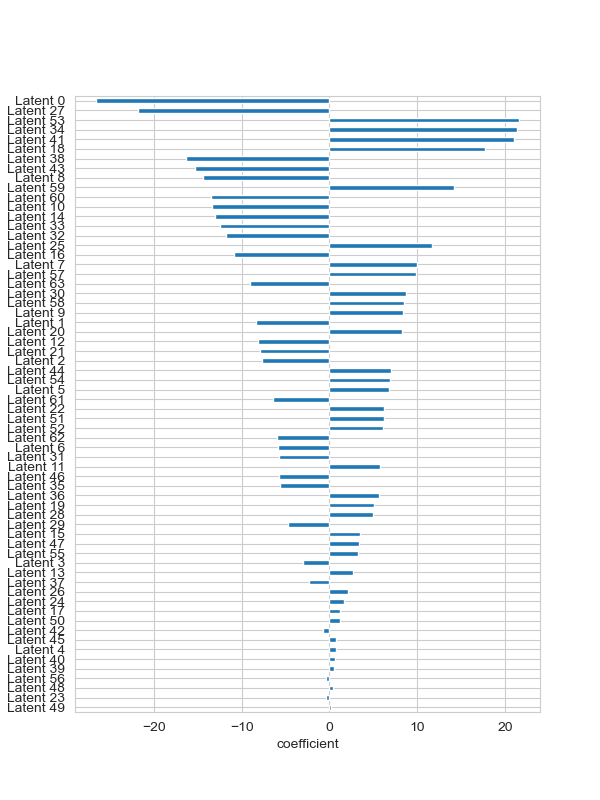 Latent 0
Latent 27
Latent 53
Latent 34
Latent 41
Latent 18
Latent 38
Latent 43
Latent 8
Latent 59
Latent 60
Latent 10
Latent 14
Latent 33
Latent 32
Latent 25
Latent 16
Latent 7
Latent 57
Latent 63
Latent 30
Latent 58
Latent 9
Latent 1
Latent 20
Latent 12
Latent 21
Latent 2
Latent 44
Latent 54
Latent 5
Latent 61
Latent 22
Latent 51
Latent 52
Latent 62
Latent 6
Latent 31
Latent 11
Latent 46
Latent 35
Latent 36
Latent 19
Latent 28
Latent 29
Latent 15
Latent 47
Latent 55
Latent 3
Latent 13
Latent 37
Latent 26
Latent 24
Latent 17
Latent 50
Latent 42
Latent 45
Latent 4
Latent 40
Latent 39
Latent 56
Latent 48
Latent 23
Latent 49
−20 −10 0 10 20
coefficient